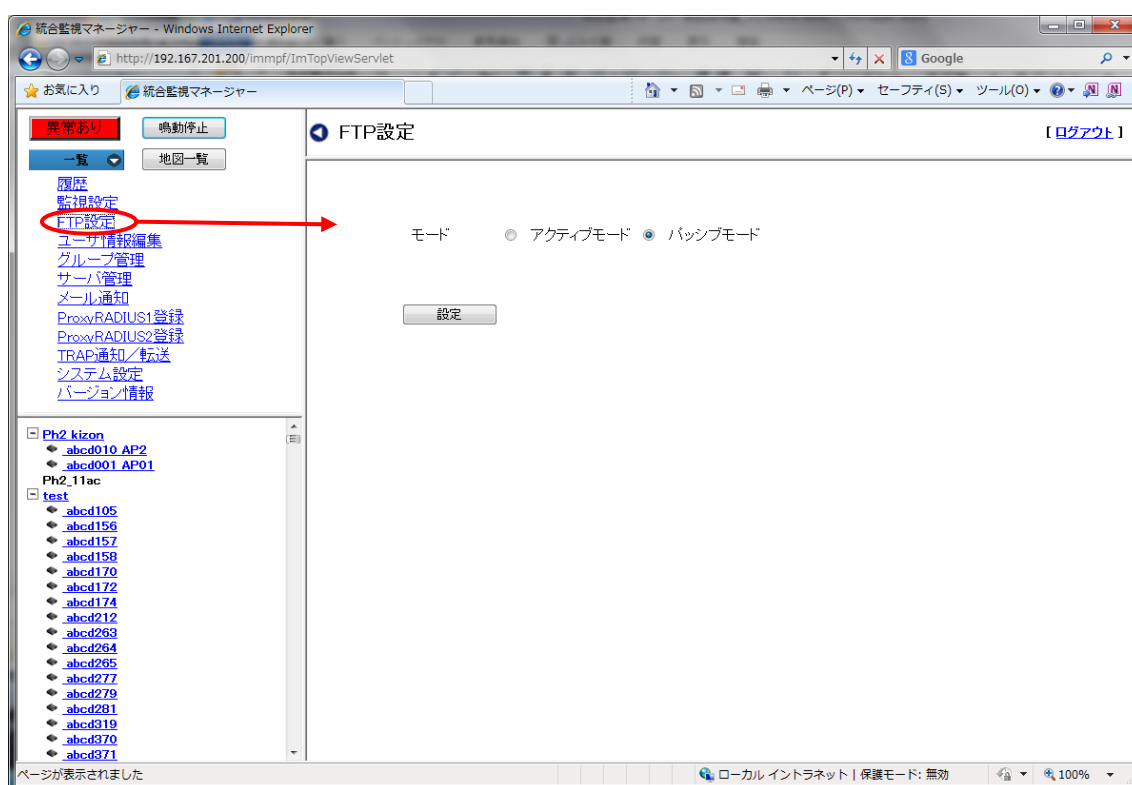 統合監視マネージャー - Windows Internet Explorer
http://192.167.201.200/immpf/ImTopViewServlet
Google
お気に入り
統合監視マネージャー
ページ(P)
セーフティ(S)
ツール(O)
異常あり
鳴動停止
FTP設定
[ ログアウト ]
一覧
地図一覧
履歴
監視設定
FTP設定
ユーザ情報編集
グループ管理
サーバ管理
メール通知
ProxyRADIUS1登録
ProxyRADIUS2登録
TRAP通知/転送
システム設定
バージョン情報
モード アクティブモード パッシブモード
設定
Ph2_kizon
abcd010_AP2
abcd001_AP01
Ph2_11ac
test
abcd105
abcd156
abcd157
abcd158
abcd170
abcd172
abcd174
abcd212
abcd263
abcd264
abcd265
abcd277
abcd279
abcd281
abcd319
abcd370
abcd371
ページが表示されました
ローカル イントラネット | 保護モード: 無効
100%